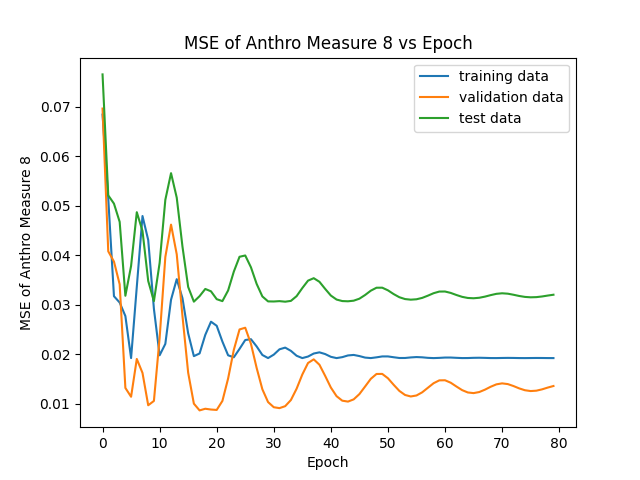 MSE of Anthro Measure 8 vs Epoch
training data
validation data
test data
0.07
0.06
0.05
0.04
0.03
0.02
0.01
MSE of Anthro Measure 8
0 10 20 30 40 50 60 70 80
Epoch